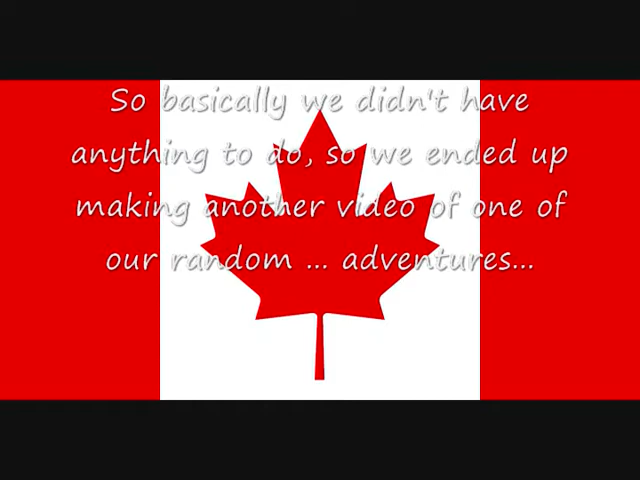 So basically we didn't have
anything to do, so we ended up
making another video of one of
our random ... adventures...